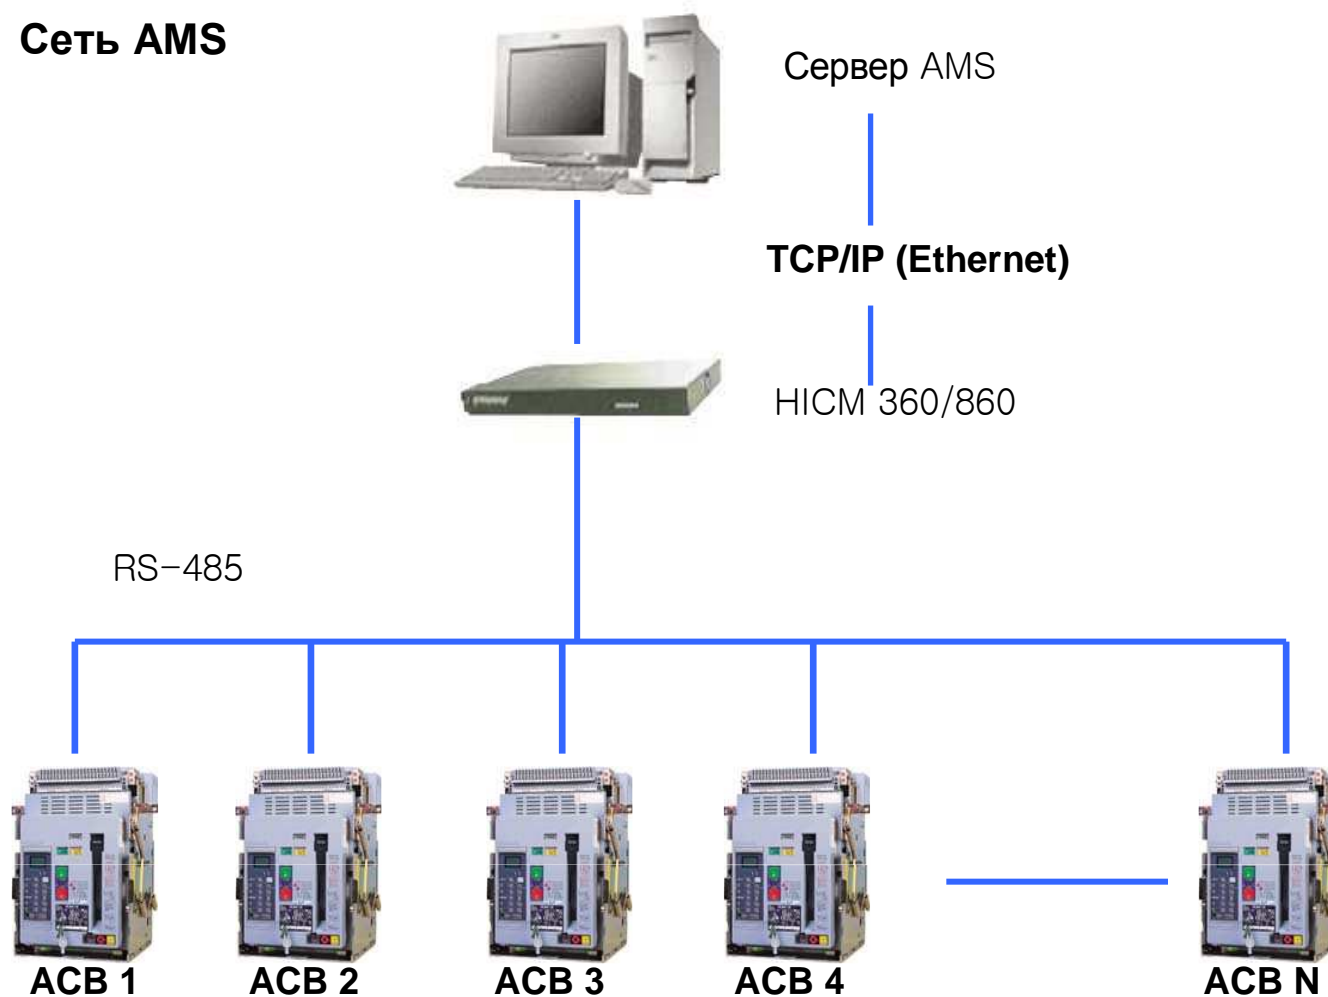 Сеть AMS
Сервер AMS
TCP/IP (Ethernet)
HICM 360/860
RS-485
ACB 1
ACB 2
ACB 3
ACB 4
ACB N